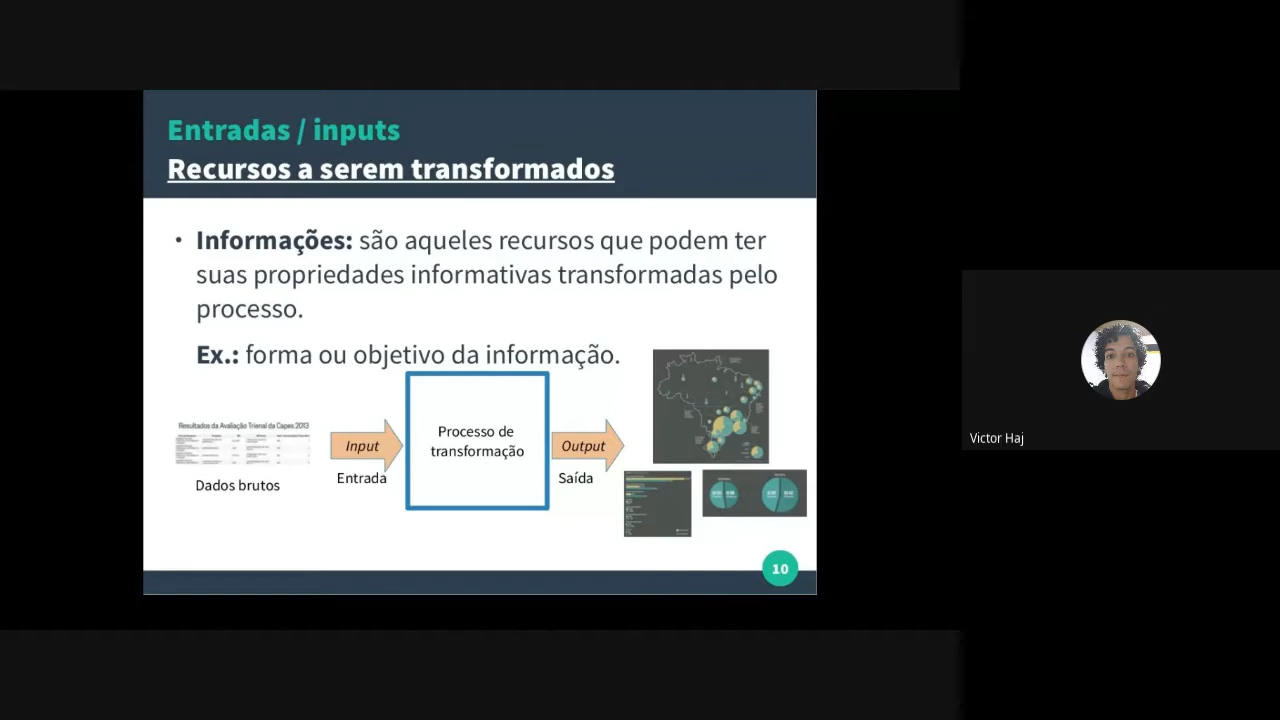 Entradas / inputs
Recursos a serem transformados
• Informações: são aqueles recursos que podem ter
suas propriedades informativas transformadas pelo
processo.
Ex.: forma ou objetivo da informação.
Resultados da Avaliação Trienal da Capes 2013
Dados brutos
Input
Entrada
Processo de
transformação
Output
Saída
10
Victor Haj